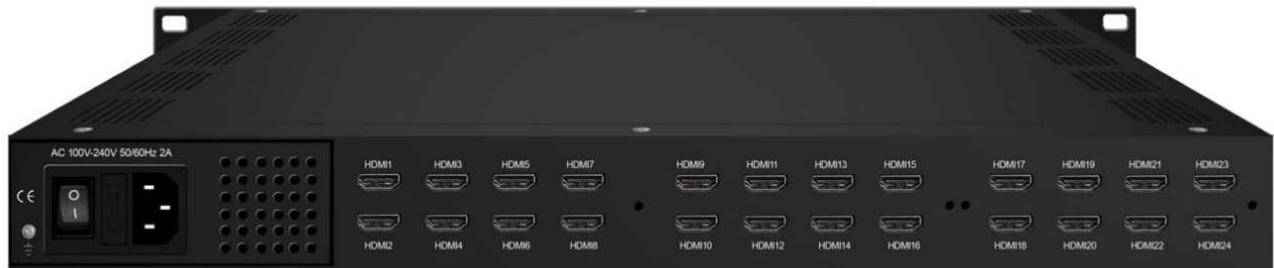 AC 100V-240V 50/60Hz 2A
CE
O
I
HDMI1 HDMI3 HDMI5 HDMI7 HDMI9 HDMI11 HDMI13 HDMI15 HDMI17 HDMI19 HDMI21 HDMI23
HDMI2 HDMI4 HDMI6 HDMI8 HDMI10 HDMI12 HDMI14 HDMI16 HDMI18 HDMI20 HDMI22 HDMI24